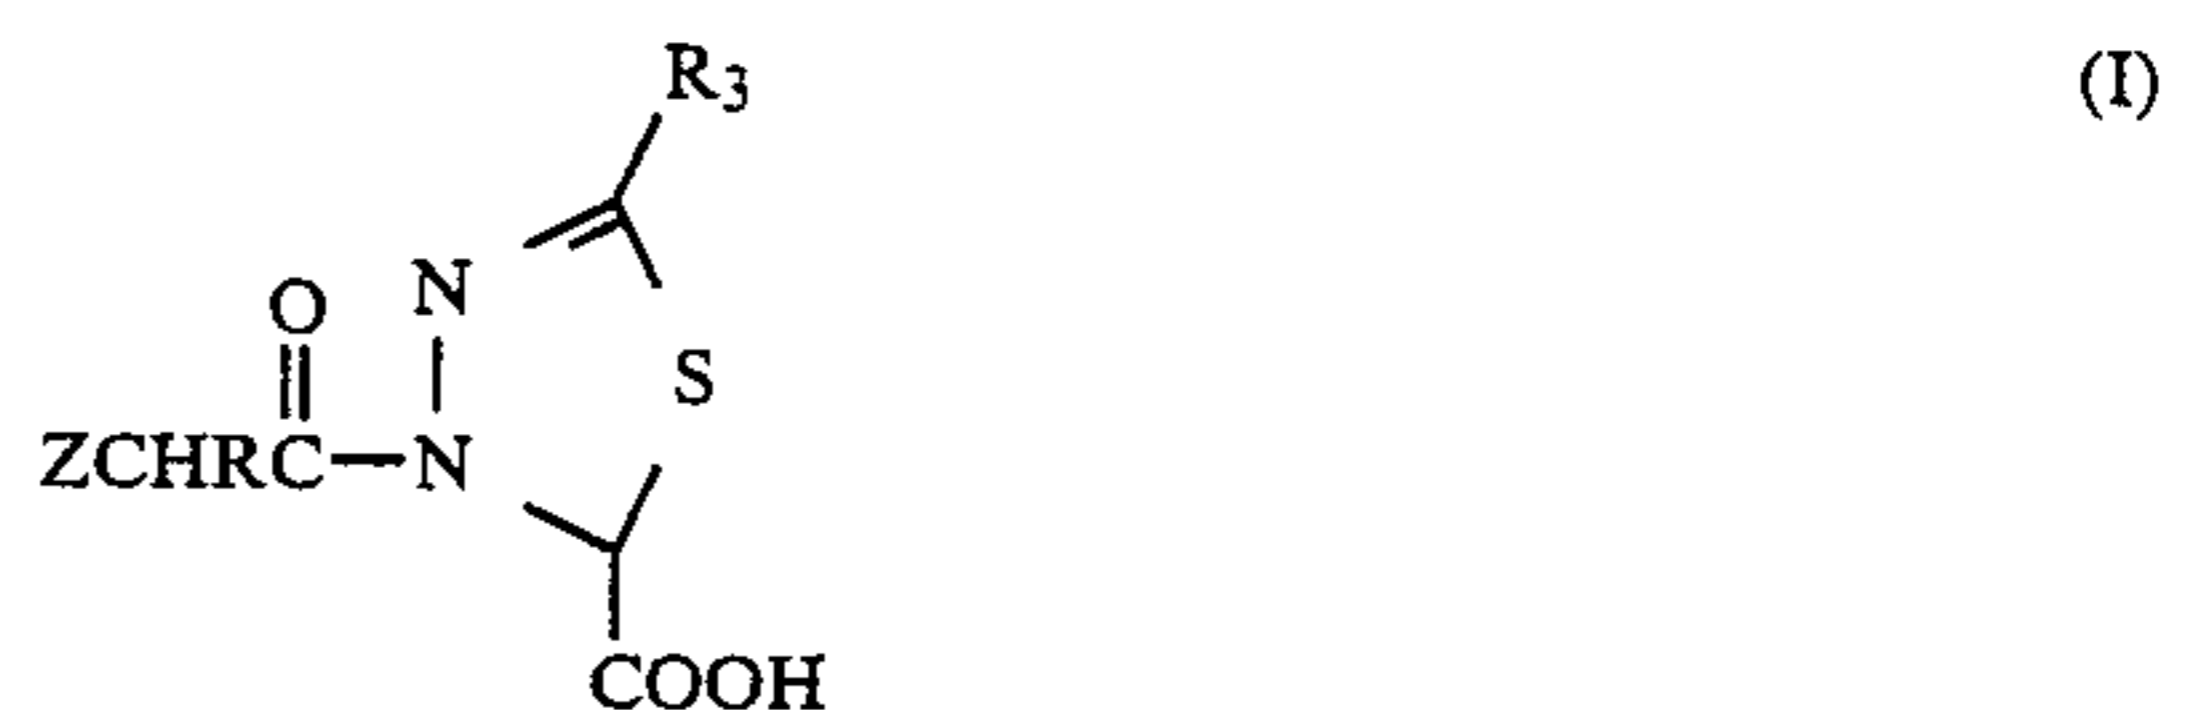 R3 (I)
N
O
S
ZCHRC N
COOH